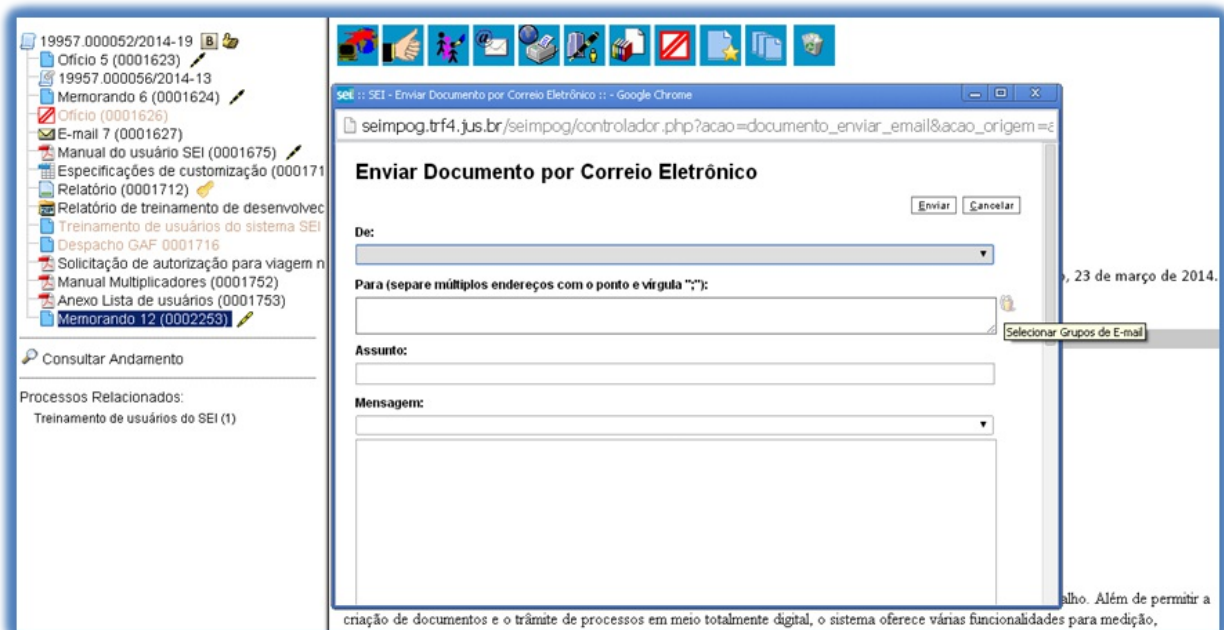 19957.000052/2014-19 B
Ofício 5 (0001623)
19957.000056/2014-13
Memorando 6 (0001624)
Ofício (0001626)
E-mail 7 (0001627)
Manual do usuário SEI (0001675)
Especificações de customização (000171
Relatório (0001712)
Relatório de treinamento de desenvolvec
Treinamento de usuários do sistema SEI
Despacho GAF 0001716
Solicitação de autorização para viagem n
Manual Multiplicadores (0001752)
Anexo Lista de usuários (0001753)
Memorando 12 (0002253)
Consultar Andamento
Processos Relacionados:
Treinamento de usuários do SEI (1)
sei :: SEI - Enviar Documento por Correio Eletrônico :: - Google Chrome
seimpog.trf4.jus.br/seimpog/controlador.php?acao=documento_enviar_email&acao_origem=a
Enviar Documento por Correio Eletrônico
Enviar Cancelar
De:
Para (separe múltiplos endereços com o ponto e vírgula ";"):
Selecionar Grupos de E-mail
Assunto:
Mensagem:
, 23 de março de 2014.
alho. Além de permitir a
criação de documentos e o trâmite de processos em meio totalmente digital, o sistema oferece várias funcionalidades para medição,